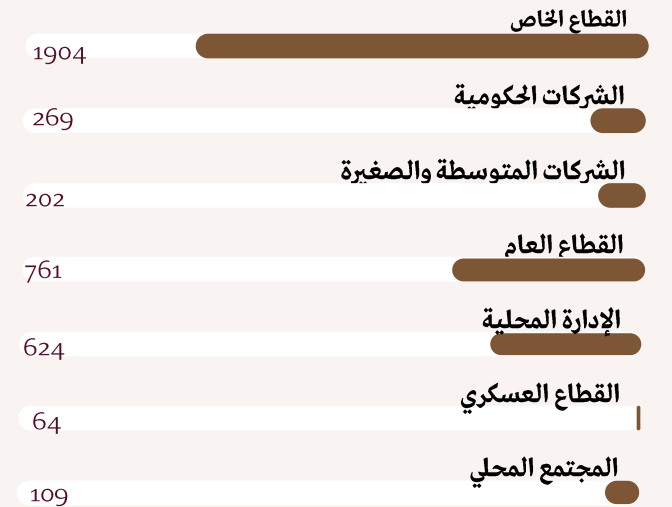 القطاع الخاص
1904
الشركات الحكومية
269
الشركات المتوسطة والصغيرة
202
القطاع العام
761
الإدارة المحلية
624
القطاع العسكري
64
المجتمع المحلي
109